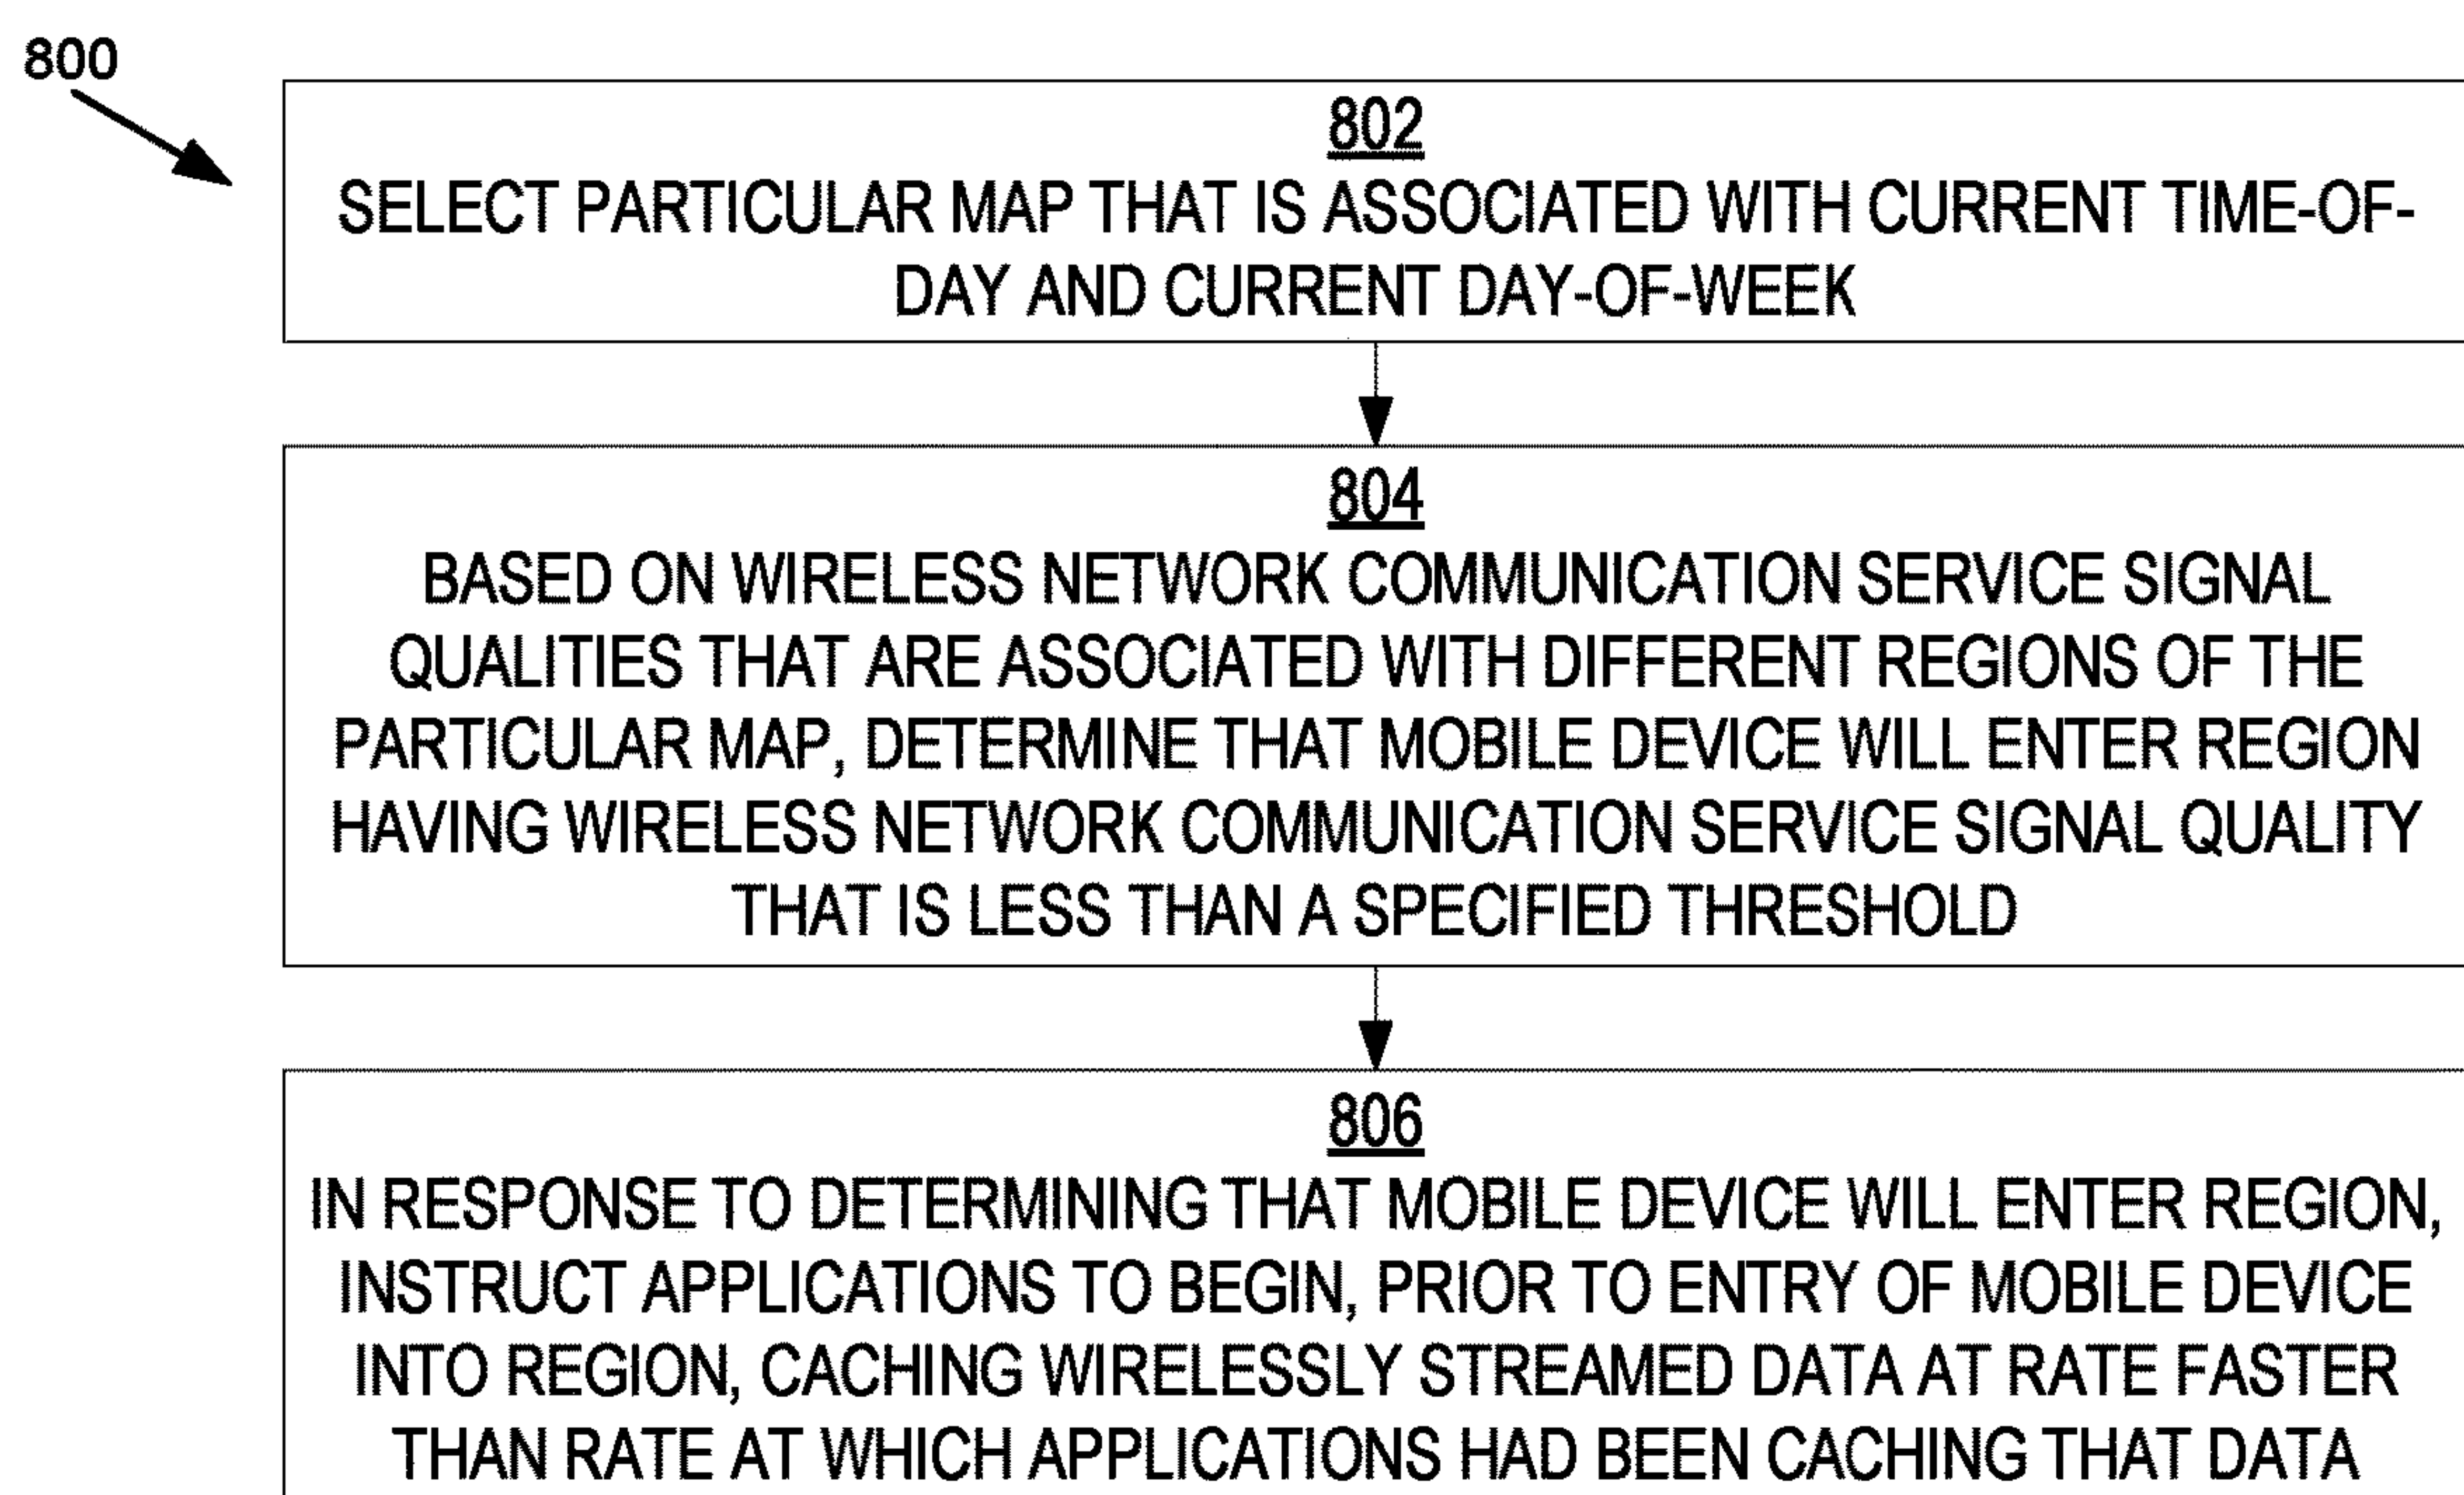 800
802
SELECT PARTICULAR MAP THAT IS ASSOCIATED WITH CURRENT TIME-OF-
DAY AND CURRENT DAY-OF-WEEK
804
BASED ON WIRELESS NETWORK COMMUNICATION SERVICE SIGNAL
QUALITIES THAT ARE ASSOCIATED WITH DIFFERENT REGIONS OF THE
PARTICULAR MAP, DETERMINE THAT MOBILE DEVICE WILL ENTER REGION
HAVING WIRELESS NETWORK COMMUNICATION SERVICE SIGNAL QUALITY
THAT IS LESS THAN A SPECIFIED THRESHOLD
806
IN RESPONSE TO DETERMINING THAT MOBILE DEVICE WILL ENTER REGION,
INSTRUCT APPLICATIONS TO BEGIN, PRIOR TO ENTRY OF MOBILE DEVICE
INTO REGION, CACHING WIRELESSLY STREAMED DATA AT RATE FASTER
THAN RATE AT WHICH APPLICATIONS HAD BEEN CACHING THAT DATA